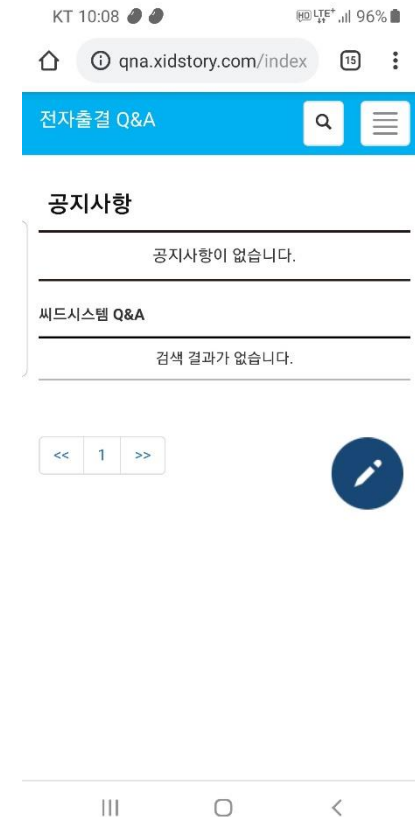 KT 10:08 HD LTE+ 96%
qna.xidstory.com/index 15
전자출결 Q&A
공지사항
공지사항이 없습니다.
씨드시스템 Q&A
검색 결과가 없습니다.
<< 1 >>